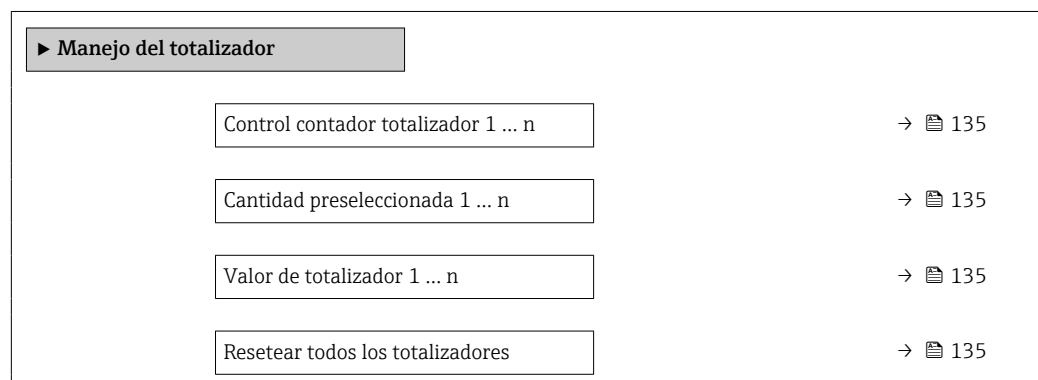 ▶ Manejo del totalizador
Control contador totalizador 1 … n → 135
Cantidad preseleccionada 1 … n → 135
Valor de totalizador 1 … n → 135
Resetear todos los totalizadores → 135